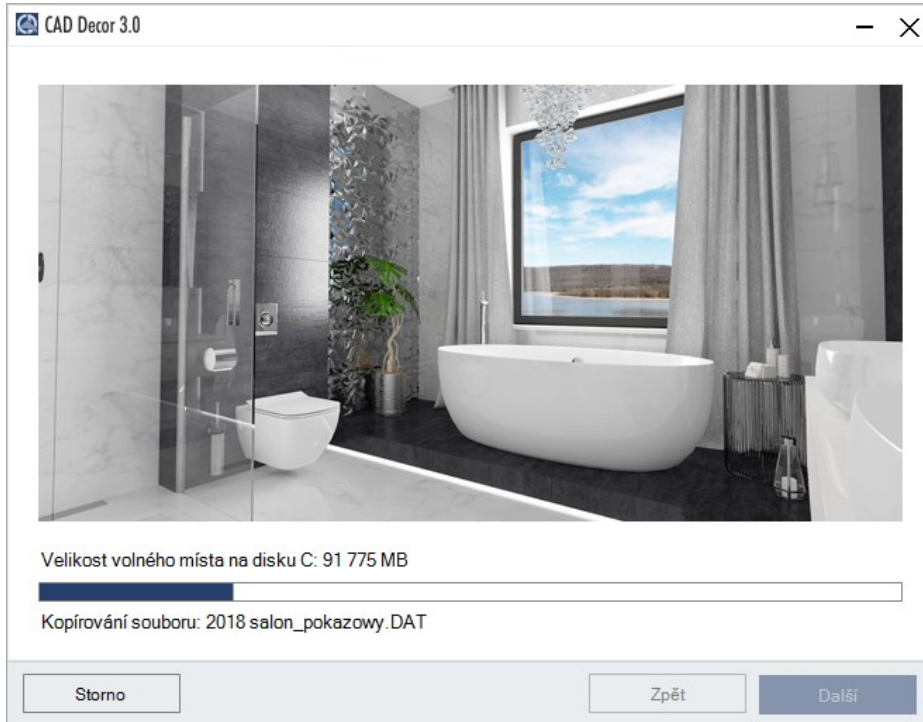 CAD Decor 3.0
Velikost volného místa na disku C: 91 775 MB
Kopírování souboru: 2018 salon_pokazowy.DAT
Storno
Zpět
Další